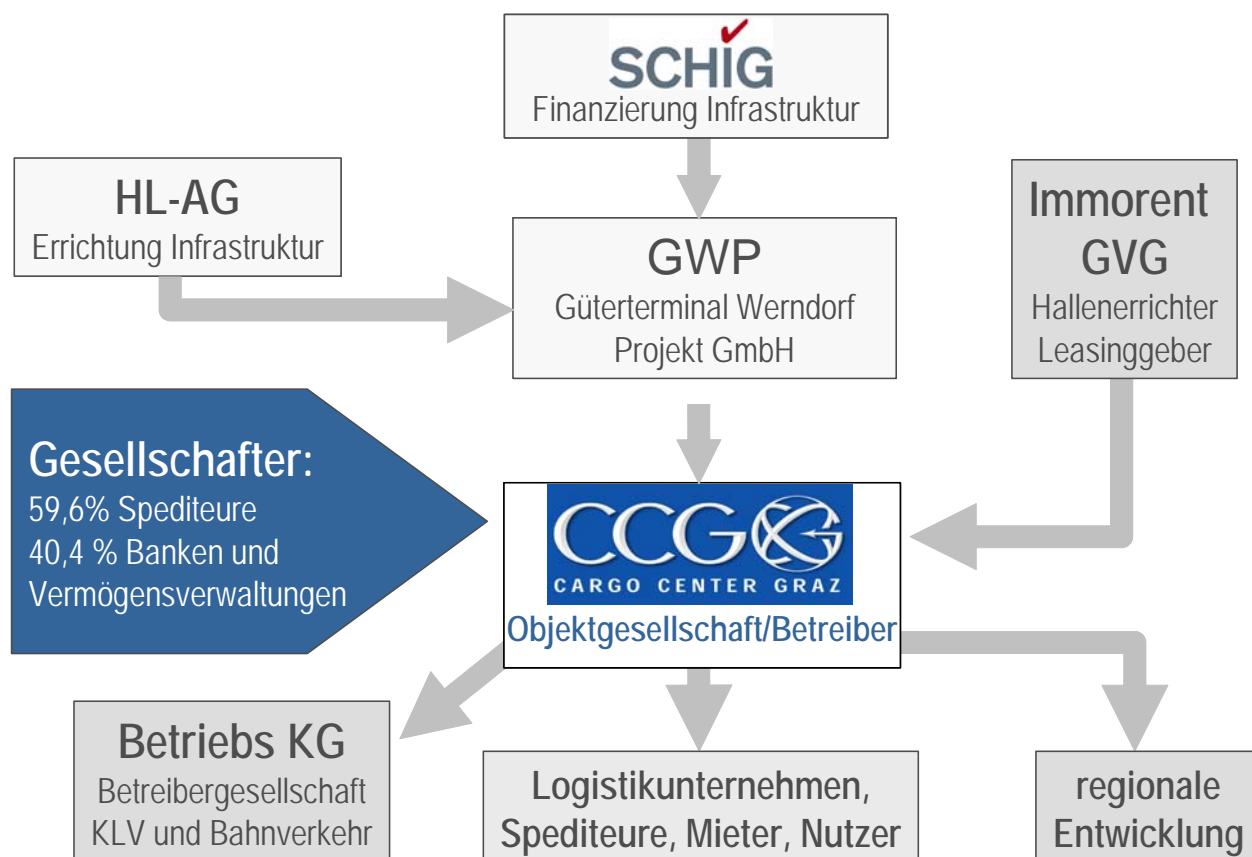 SCHIG
Finanzierung Infrastruktur
HL-AG
Errichtung Infrastruktur
GWP
Güterterminal Werndorf
Projekt GmbH
Immorent
GVG
Hallenerrichter
Leasinggeber
Gesellschafter:
59,6% Spediteure
40,4 % Banken und
Vermögensverwaltungen
CCG
CARGO CENTER GRAZ
Objektgesellschaft/Betreiber
Betriebs KG
Betreibergesellschaft
KLV und Bahnverkehr
Logistikunternehmen,
Spediteure, Mieter, Nutzer
regionale
Entwicklung